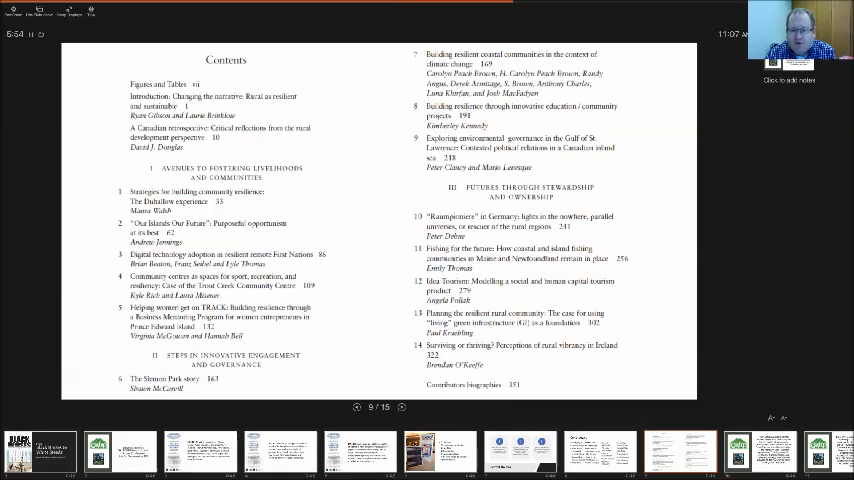 End Show
Use Slide Show
Swap Displays
Tips
5:54
11:07 AM
Contents
Figures and Tables vii
Introduction: Changing the narrative: Rural as resilient
and sustainable 1
Ryan Gibson and Laurie Brinklow
A Canadian retrospective: Critical reflections from the rural
development perspective 10
David J. Douglas
I AVENUES TO FOSTERING LIVELIHOODS
AND COMMUNITIES
1 Strategies for building community resilience:
The Duhallow experience 33
Maura Walsh
2 "Our Islands Our Future": Purposeful opportunism
at its best 62
Andrew Jennings
3 Digital technology adoption in resilient remote First Nations 86
Brian Beaton, Franz Seibel and Lyle Thomas
4 Community centres as spaces for sport, recreation, and
resiliency: Case of the Trout Creek Community Centre 109
Kyle Rich and Laura Misener
5 Helping women get on TRACK: Building resilience through
a Business Mentoring Program for women entrepreneurs in
Prince Edward Island 132
Virginia McGowan and Hannah Bell
II STEPS IN INNOVATIVE ENGAGEMENT
AND GOVERNANCE
6 The Slemon Park story 163
Shawn McCarvill
7 Building resilient coastal communities in the context of
climate change 169
Carolyn Peach Brown, H. Carolyn Peach Brown, Randy
Angus, Derek Armitage, S. Brown, Anthony Charles,
Luna Khirfan, and Josh MacFadyen
8 Building resilience through innovative education / community
projects 191
Kimberley Kennedy
9 Exploring environmental governance in the Gulf of St.
Lawrence: Contested political relations in a Canadian inland
sea 218
Peter Clancy and Mario Levesque
III FUTURES THROUGH STEWARDSHIP
AND OWNERSHIP
10 "Raumpioniere" in Germany: lights in the nowhere, parallel
universes, or rescuer of the rural regions 241
Peter Dehne
11 Fishing for the future: How coastal and island fishing
communities in Maine and Newfoundland remain in place 256
Emily Thomas
12 Idea Tourism: Modelling a social and human capital tourism
product 279
Angela Pollak
13 Planning the resilient rural community: The case for using
"living" green infrastructure (GI) as a foundation 302
Paul Kraehling
14 Surviving or thriving? Perceptions of rural vibrancy in Ireland
322
Brendan O'Keeffe
Contributors biographies 351
Click to add notes
9 / 15